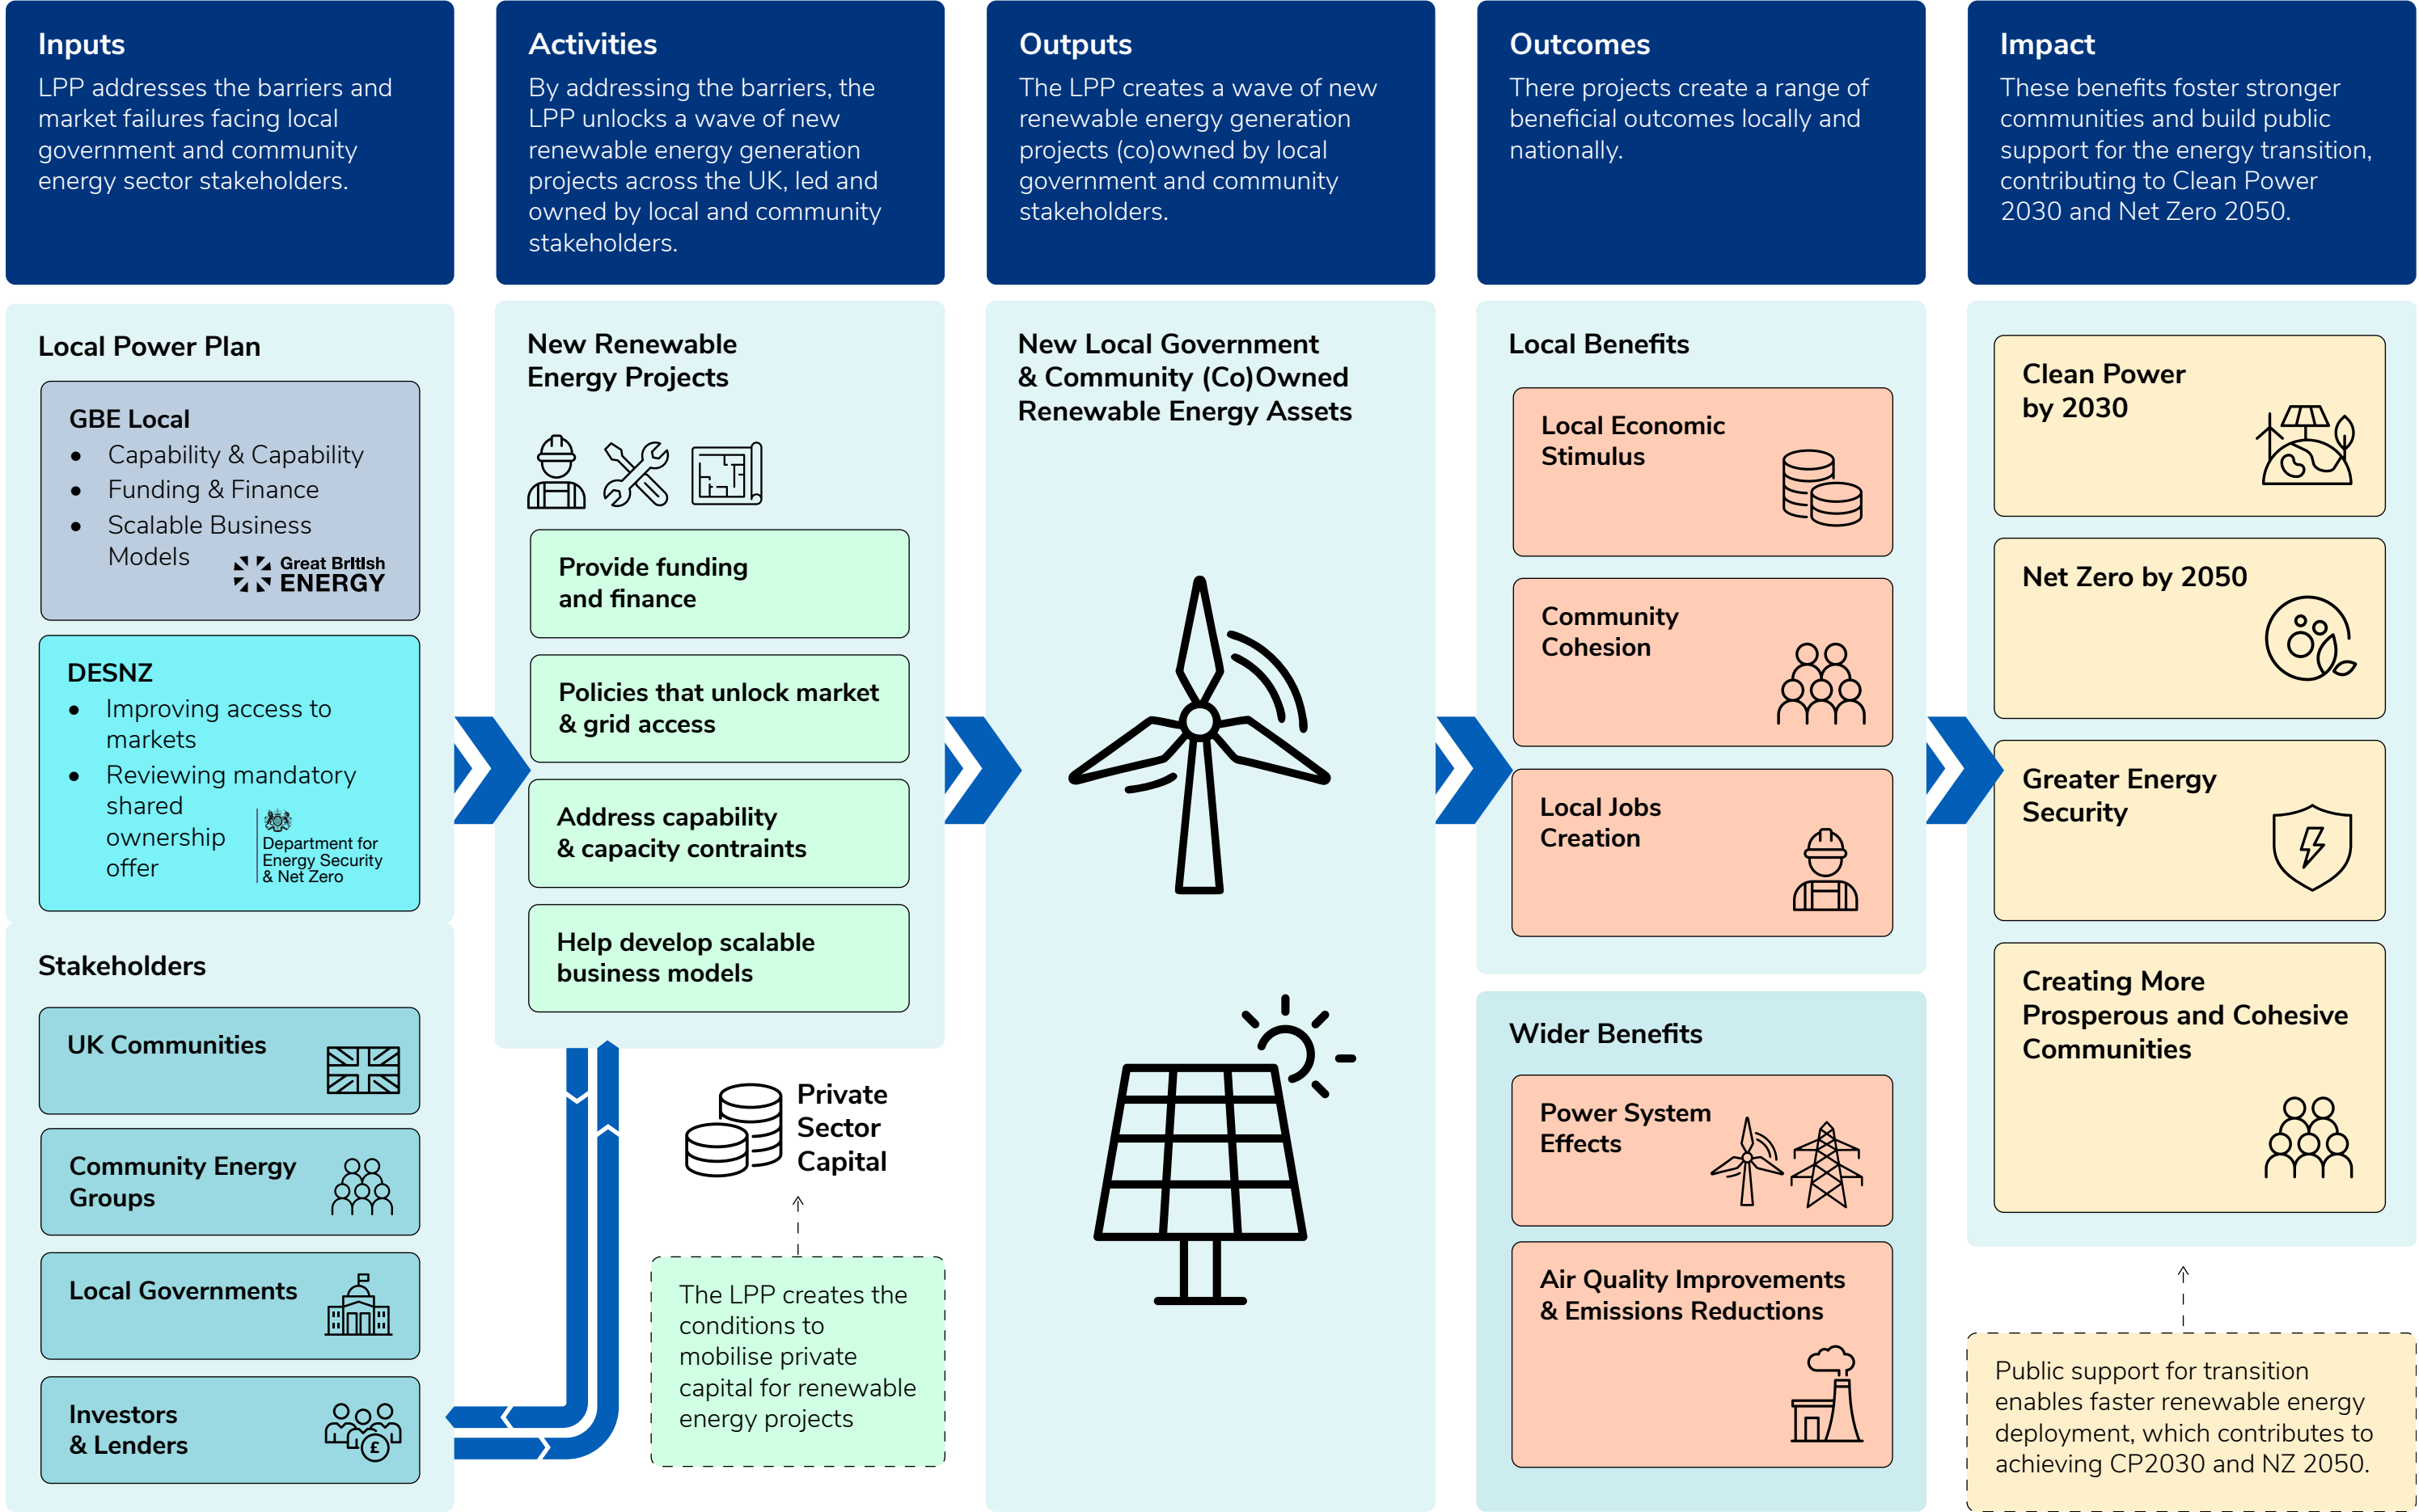 Inputs
LPP addresses the barriers and
market failures facing local
government and community
energy sector stakeholders.
Activities
By addressing the barriers, the
LPP unlocks a wave of new
renewable energy generation
projects across the UK, led and
owned by local and community
stakeholders.
Outputs
The LPP creates a wave of new
renewable energy generation
projects (co)owned by local
government and community
stakeholders.
Outcomes
There projects create a range of
beneficial outcomes locally and
nationally.
Impact
These benefits foster stronger
communities and build public
support for the energy transition,
contributing to Clean Power
2030 and Net Zero 2050.
Local Power Plan
GBE Local
• Capability & Capability
• Funding & Finance
• Scalable Business
Models
Great British
ENERGY
DESNZ
• Improving access to
markets
• Reviewing mandatory
shared
ownership
offer
Department for
Energy Security
& Net Zero
Stakeholders
UK Communities
Community Energy
Groups
Local Governments
Investors
& Lenders
£
New Renewable
Energy Projects
Provide funding
and finance
Policies that unlock market
& grid access
Address capability
& capacity contraints
Help develop scalable
business models
Private
Sector
Capital
The LPP creates the
conditions to
mobilise private
capital for renewable
energy projects
New Local Government
& Community (Co)Owned
Renewable Energy Assets
Local Benefits
Local Economic
Stimulus
Community
Cohesion
Local Jobs
Creation
Wider Benefits
Power System
Effects
Air Quality Improvements
& Emissions Reductions
Clean Power
by 2030
Net Zero by 2050
Greater Energy
Security
Creating More
Prosperous and Cohesive
Communities
Public support for transition
enables faster renewable energy
deployment, which contributes to
achieving CP2030 and NZ 2050.